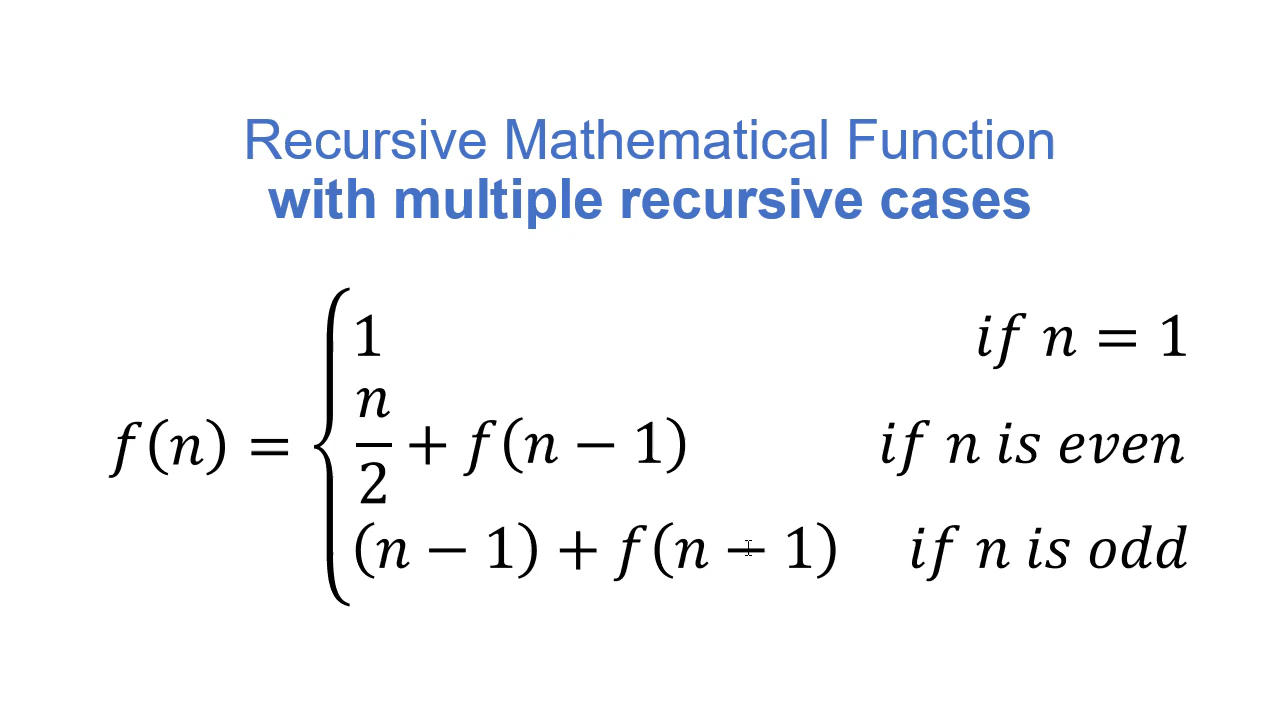 Recursive Mathematical Function
with multiple recursive cases
1 if n = 1
f(n) = { n/2 + f(n − 1) if n is even
(n − 1) + f(n − 1) if n is odd